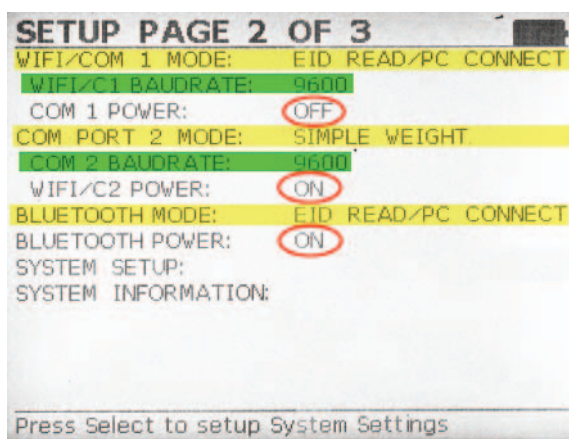 SETUP PAGE 2 OF 3
WIFI/COM 1 MODE: EID READ/PC CONNECT
WIFI/C1 BAUDRATE: 9600
COM 1 POWER: OFF
COM PORT 2 MODE: SIMPLE WEIGHT
COM 2 BAUDRATE: 9600
WIFI/C2 POWER: ON
BLUETOOTH MODE: EID READ/PC CONNECT
BLUETOOTH POWER: ON
SYSTEM SETUP:
SYSTEM INFORMATION:
Press Select to setup System Settings